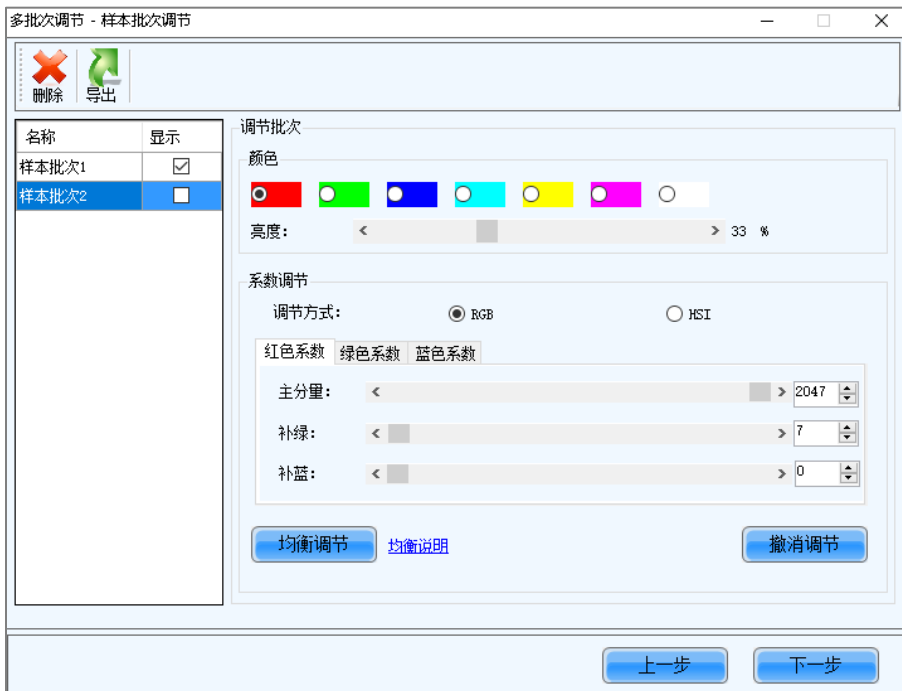 多批次调节 - 样本批次调节
删除 导出
名称 显示
样本批次1
样本批次2
调节批次
颜色
亮度： 33 %
系数调节
调节方式： RGB HSI
红色系数 绿色系数 蓝色系数
主分量： 2047
补绿： 7
补蓝： 0
均衡调节 均衡说明 撤消调节
上一步 下一步